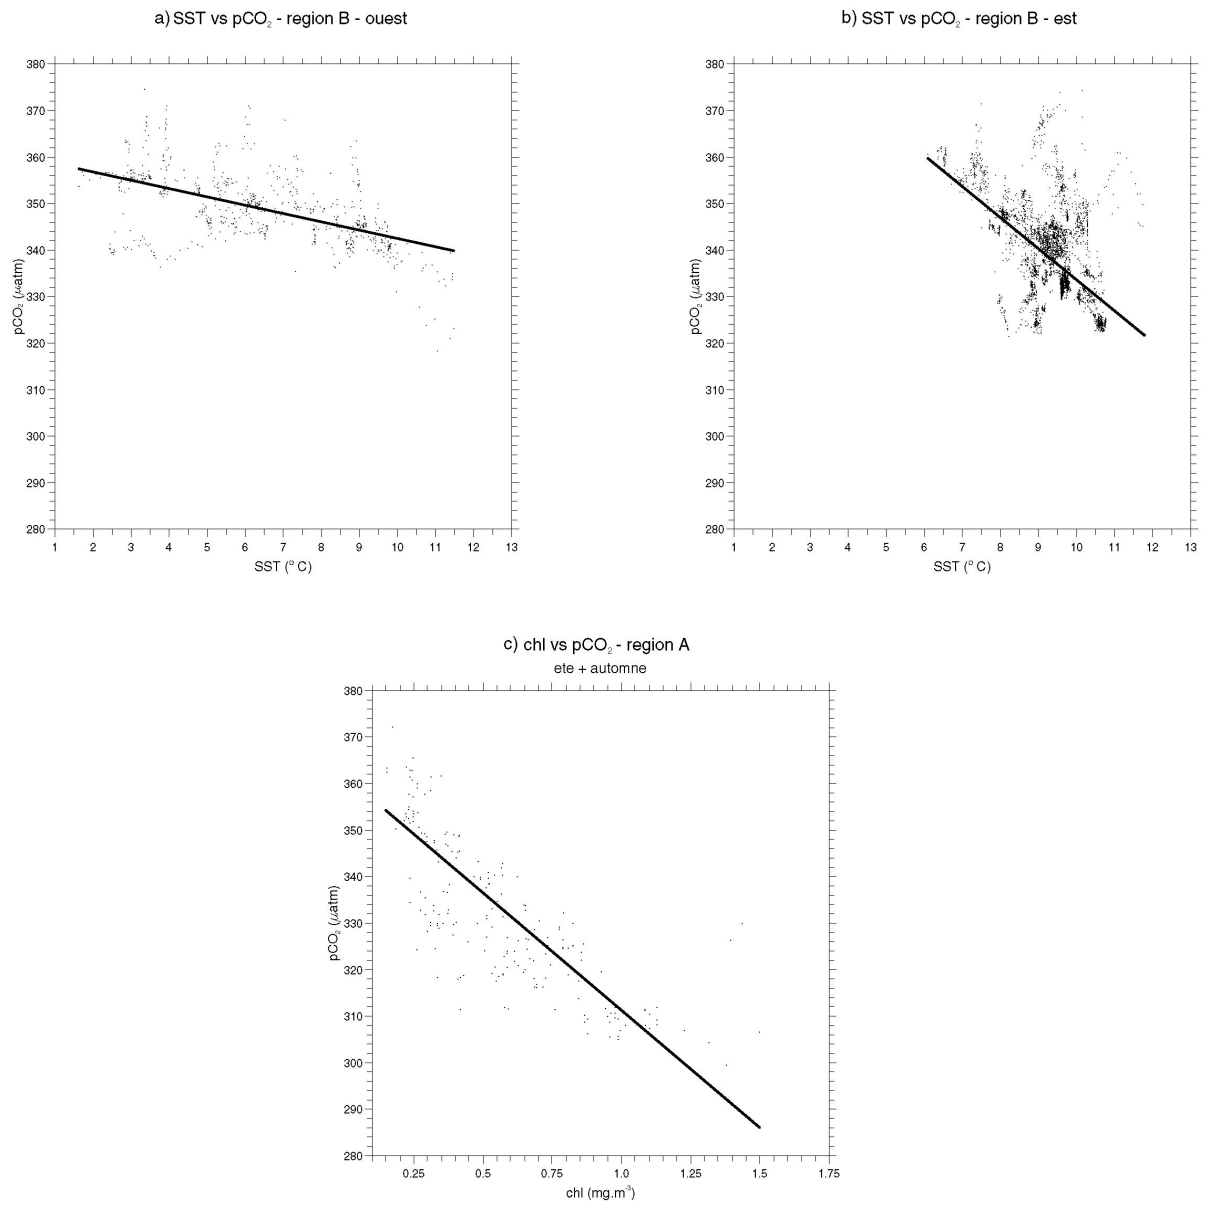 a) SST vs pCO₂ - region B - ouest
380
370
360
350
340
330
320
310
300
290
280
pCO₂ (μatm)
1 2 3 4 5 6 7 8 9 10 11 12 13
SST (° C)
b) SST vs pCO₂ - region B - est
380
370
360
350
340
330
320
310
300
290
280
pCO₂ (μatm)
1 2 3 4 5 6 7 8 9 10 11 12 13
SST (° C)
c) chl vs pCO₂ - region A
ete + automne
380
370
360
350
340
330
320
310
300
290
280
pCO₂ (μatm)
0.25 0.5 0.75 1.0 1.25 1.5 1.75
chl (mg.m⁻³)